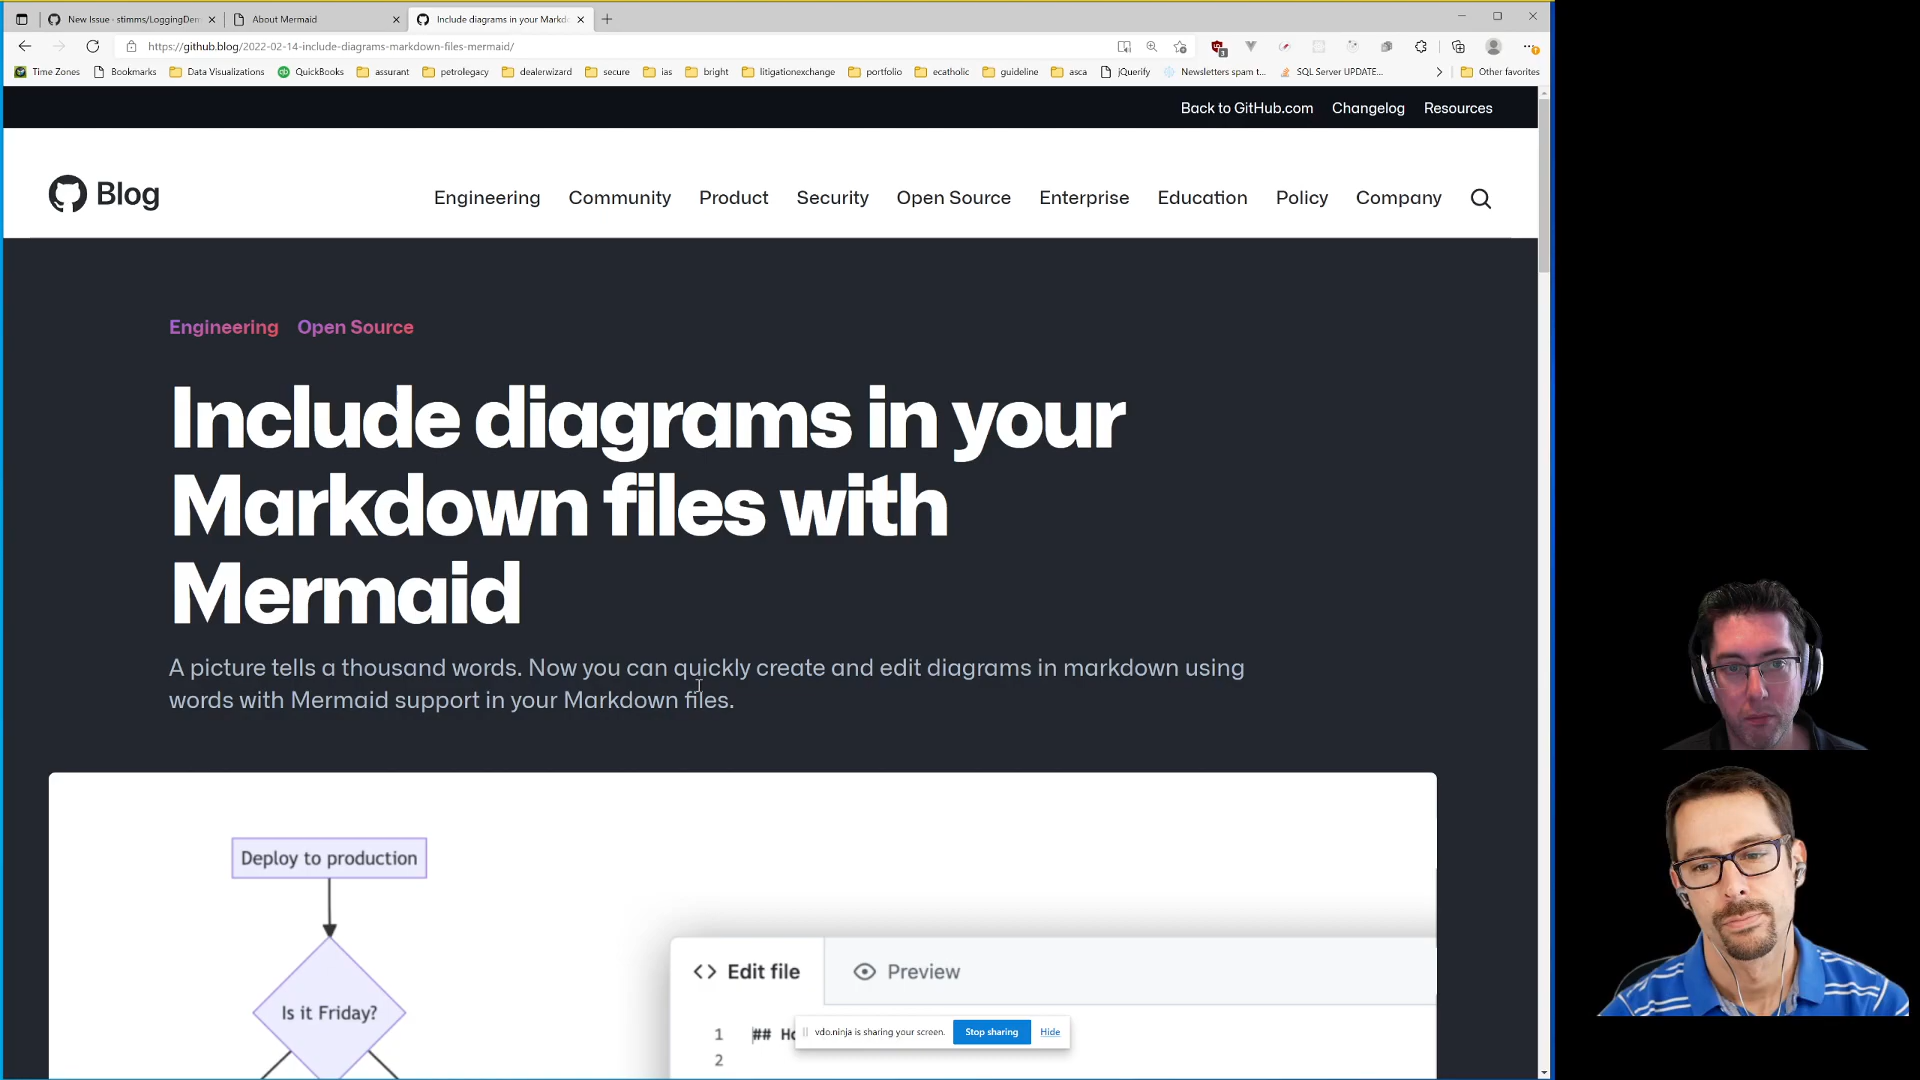 New Issue · stimms/LoggingDem
About Mermaid
Include diagrams in your Markdo
https://github.blog/2022-02-14-include-diagrams-markdown-files-mermaid/
Time Zones
Bookmarks
Data Visualizations
QuickBooks
assurant
petrolegacy
dealerwizard
secure
ias
bright
litigationexchange
portfolio
ecatholic
guideline
asca
jQuerify
Newsletters spam t...
SQL Server UPDATE...
Other favorites
Back to GitHub.com
Changelog
Resources
Blog
Engineering
Community
Product
Security
Open Source
Enterprise
Education
Policy
Company
Engineering
Open Source
Include diagrams in your
Markdown files with
Mermaid
A picture tells a thousand words. Now you can quickly create and edit diagrams in markdown using
words with Mermaid support in your Markdown files.
Deploy to production
Is it Friday?
<> Edit file
Preview
1 ## Ho
2
vdo.ninja is sharing your screen.
Stop sharing
Hide